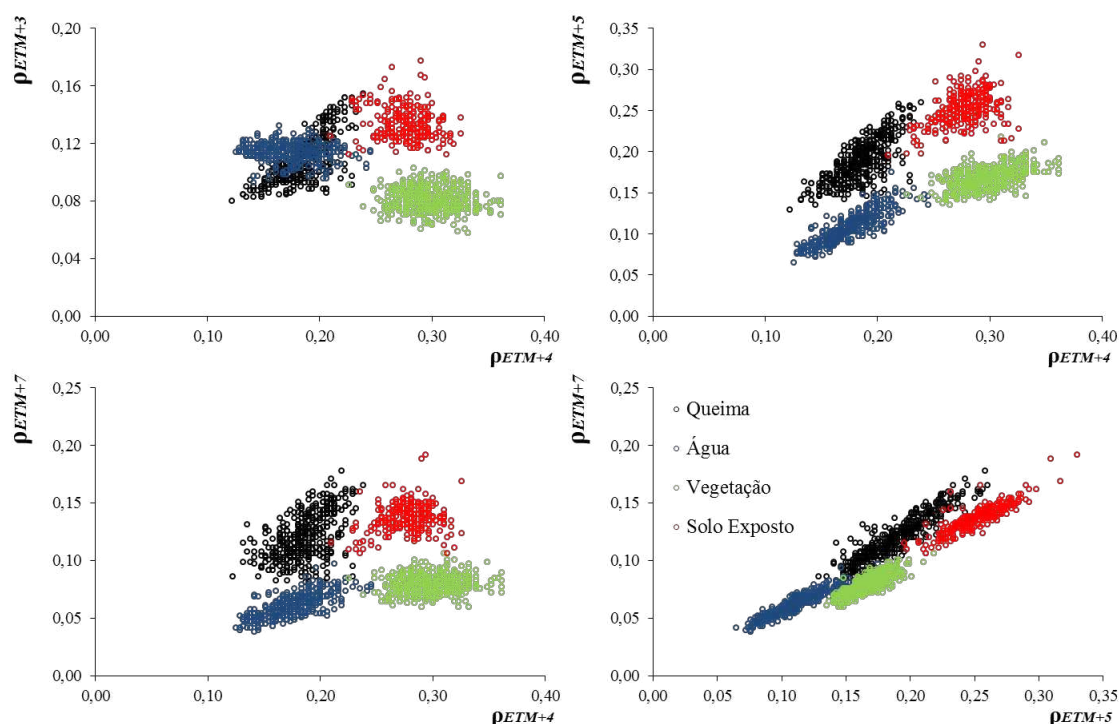 ρETM+3
0,20
0,16
0,12
0,08
0,04
0,00
0,00 0,10 0,20 0,30 0,40
ρETM+4
ρETM+5
0,35
0,30
0,25
0,20
0,15
0,10
0,05
0,00
0,00 0,10 0,20 0,30 0,40
ρETM+4
ρETM+7
0,25
0,20
0,15
0,10
0,05
0,00
0,00 0,10 0,20 0,30 0,40
ρETM+4
ρETM+7
0,25
0,20
0,15
0,10
0,05
0,00
Queima
Água
Vegetação
Solo Exposto
0,00 0,05 0,10 0,15 0,20 0,25 0,30 0,35
ρETM+5